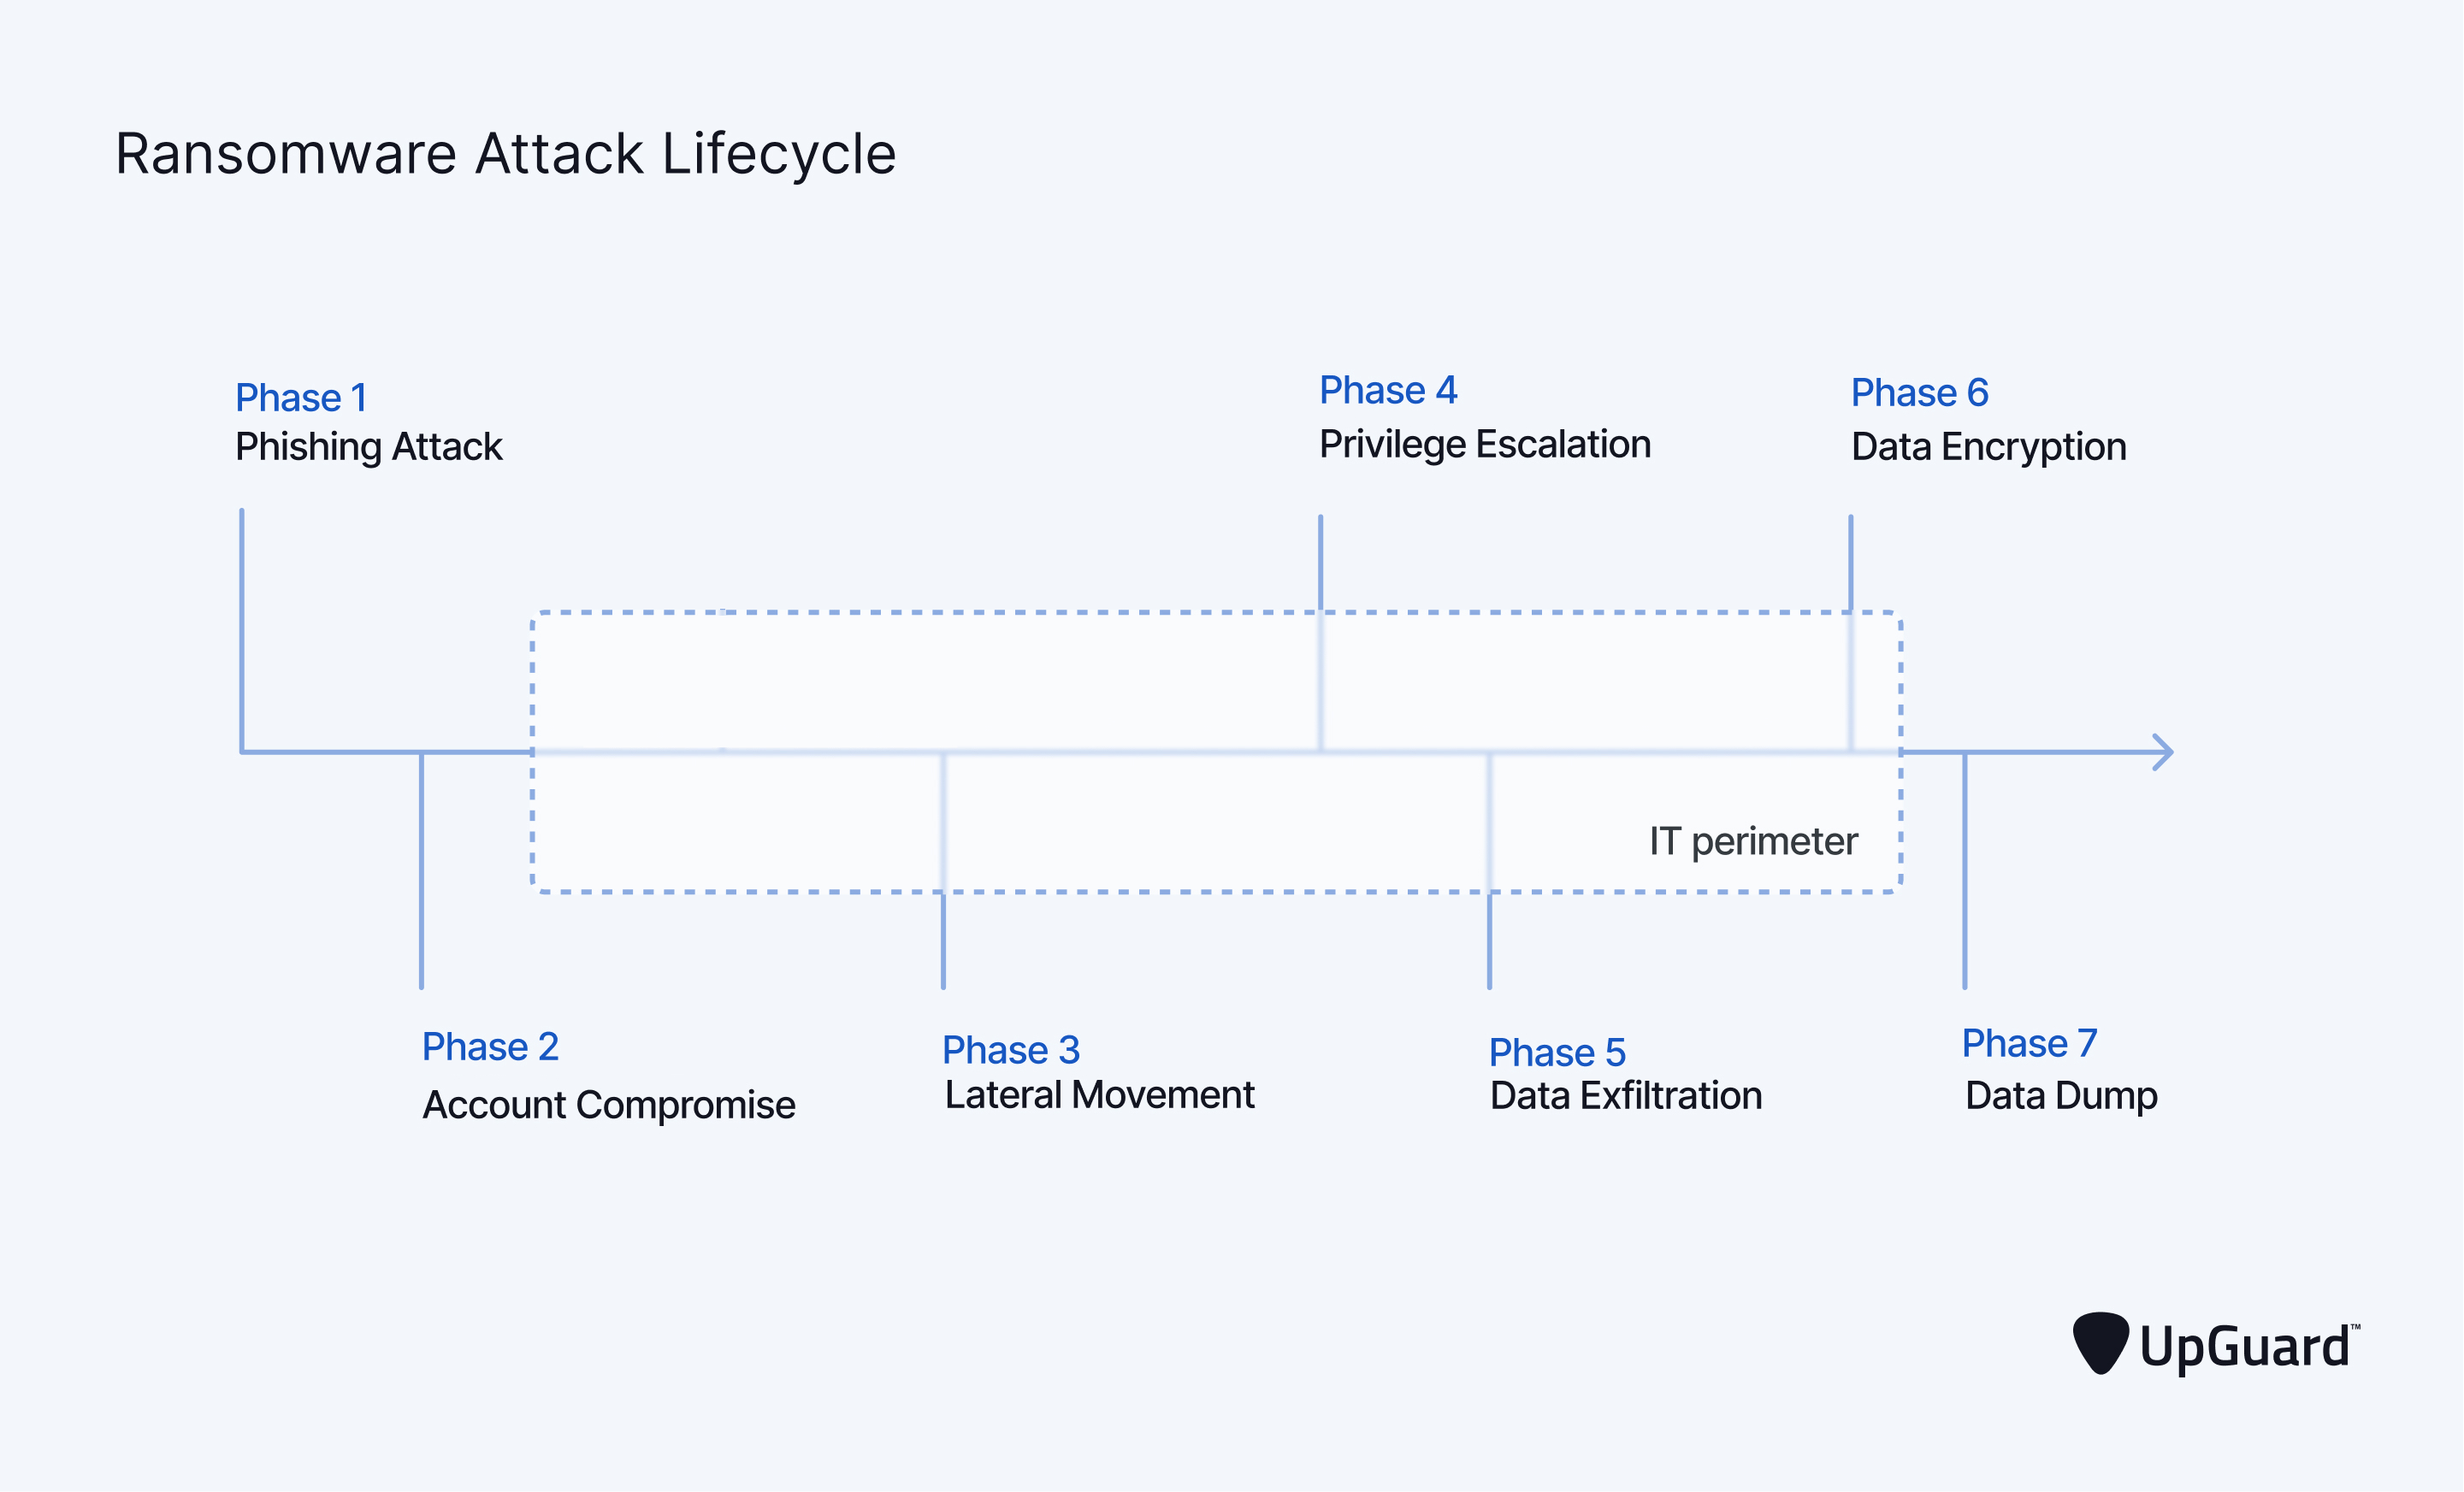 Ransomware Attack Lifecycle
Phase 1
Phishing Attack
Phase 4
Privilege Escalation
Phase 6
Data Encryption
IT perimeter
Phase 2
Account Compromise
Phase 3
Lateral Movement
Phase 5
Data Exfiltration
Phase 7
Data Dump
UpGuard™